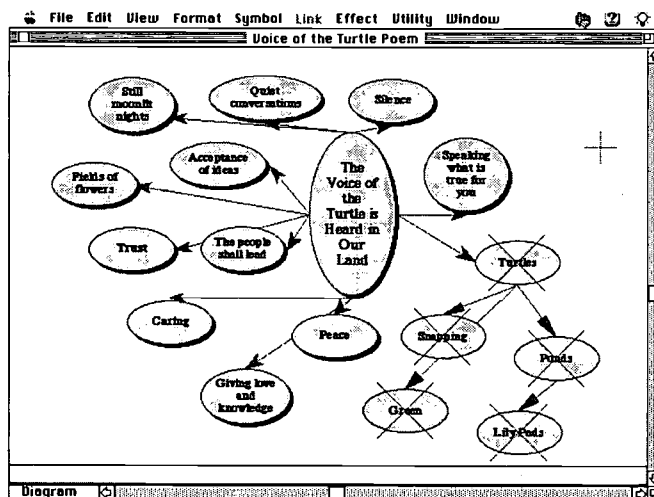 File Edit View Format Symbol Link Effect Utility Window
Voice of the Turtle Poem
Still
moonlit
nights
Quiet
conversations
Silence
Acceptance
of ideas
Speaking
what is
true for
you
Fields of
flowers
The
Voice of
the
Turtle is
Heard in
Our
Land
Trust
The people
shall lead
Turtles
Caring
Peace
Snapping
Ponds
Giving love
and
knowledge
Green
Lily Pads
Diagram